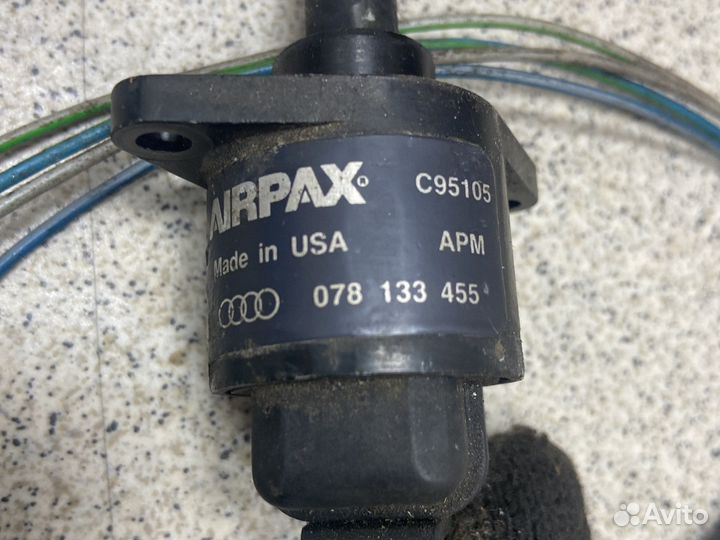 AIRPAX® C95105
Made in USA APM
078 133 455
Avito